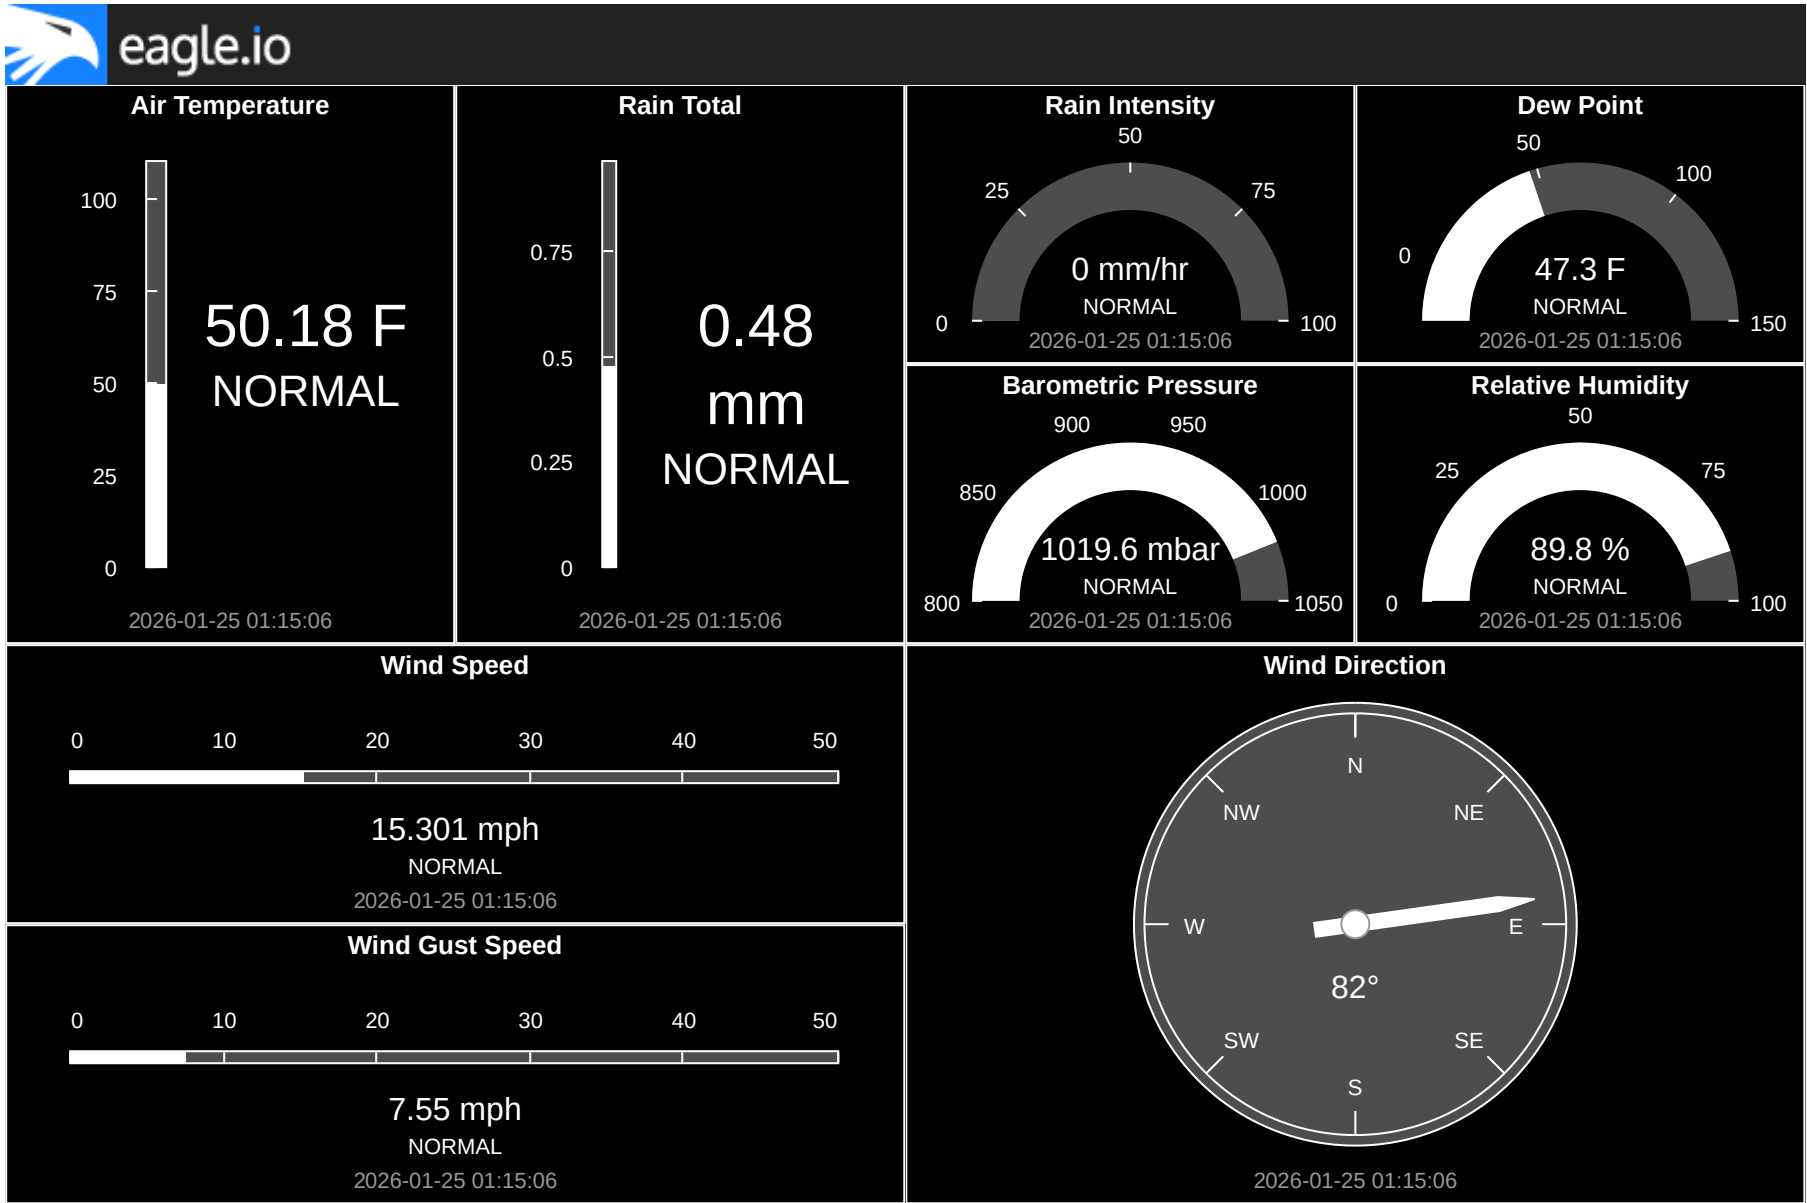 eagle.io
Air Temperature
100
75
50
25
0
50.18 F
NORMAL
2026-01-25 01:15:06
Rain Total
0.75
0.5
0.25
0
0.48
mm
NORMAL
2026-01-25 01:15:06
Rain Intensity
0
25
50
75
100
0 mm/hr
NORMAL
2026-01-25 01:15:06
Dew Point
0
50
100
150
47.3 F
NORMAL
2026-01-25 01:15:06
Barometric Pressure
800
850
900
950
1000
1050
1019.6 mbar
NORMAL
2026-01-25 01:15:06
Relative Humidity
0
25
50
75
100
89.8 %
NORMAL
2026-01-25 01:15:06
Wind Speed
0 10 20 30 40 50
15.301 mph
NORMAL
2026-01-25 01:15:06
Wind Gust Speed
0 10 20 30 40 50
7.55 mph
NORMAL
2026-01-25 01:15:06
Wind Direction
N
NW NE
W E
82°
SW SE
S
2026-01-25 01:15:06